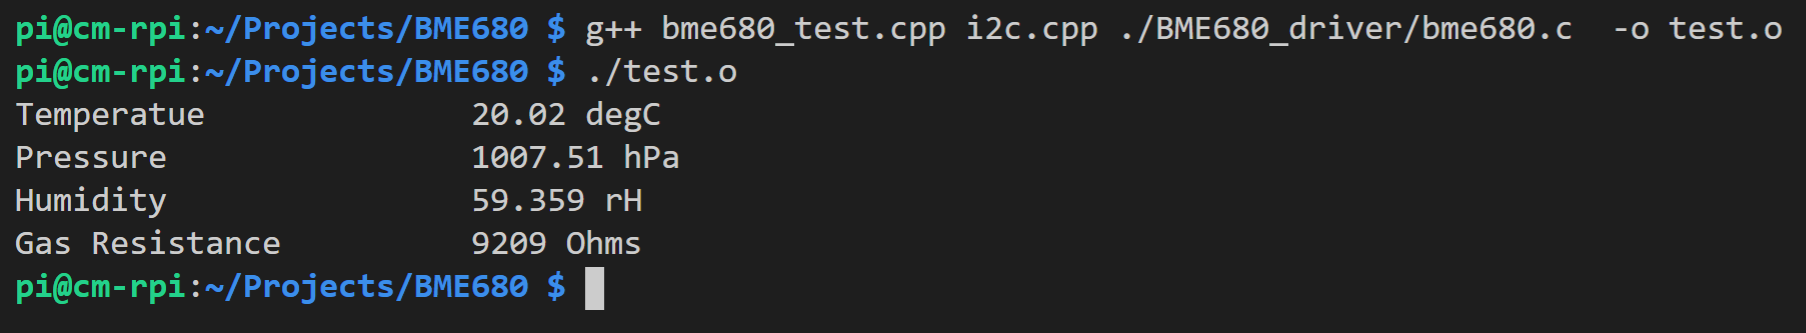 pi@cm-rpi:~/Projects/BME680 $ g++ bme680_test.cpp i2c.cpp ./BME680_driver/bme680.c  -o test.o
pi@cm-rpi:~/Projects/BME680 $ ./test.o
Temperatue              20.02 degC
Pressure                1007.51 hPa
Humidity                59.359 rH
Gas Resistance          9209 Ohms
pi@cm-rpi:~/Projects/BME680 $